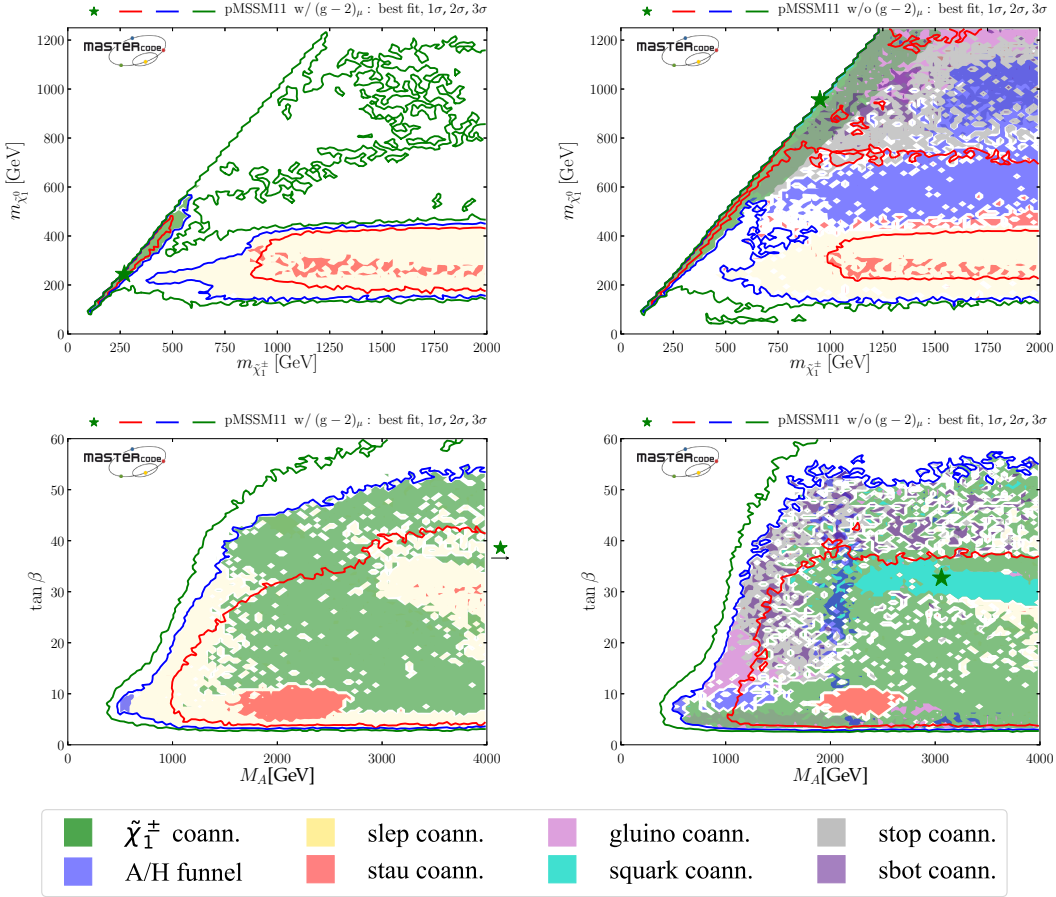 pMSSM11 w/ (g − 2)μ : best fit, 1σ, 2σ, 3σ
MASTERCODE
1200
1000
800
600
400
200
0
0 250 500 750 1000 1250 1500 1750 2000
mχ̃₁⁰ [GeV]
mχ̃₁± [GeV]
pMSSM11 w/o (g − 2)μ : best fit, 1σ, 2σ, 3σ
MASTERCODE
1200
1000
800
600
400
200
0
0 250 500 750 1000 1250 1500 1750 2000
mχ̃₁⁰ [GeV]
mχ̃₁± [GeV]
pMSSM11 w/ (g − 2)μ : best fit, 1σ, 2σ, 3σ
MASTERCODE
60
50
40
30
20
10
0
0 1000 2000 3000 4000
tan β
M_A[GeV]
pMSSM11 w/o (g − 2)μ : best fit, 1σ, 2σ, 3σ
MASTERCODE
60
50
40
30
20
10
0
0 1000 2000 3000 4000
tan β
M_A[GeV]
χ̃₁± coann. slep coann. gluino coann. stop coann.
A/H funnel stau coann. squark coann. sbot coann.